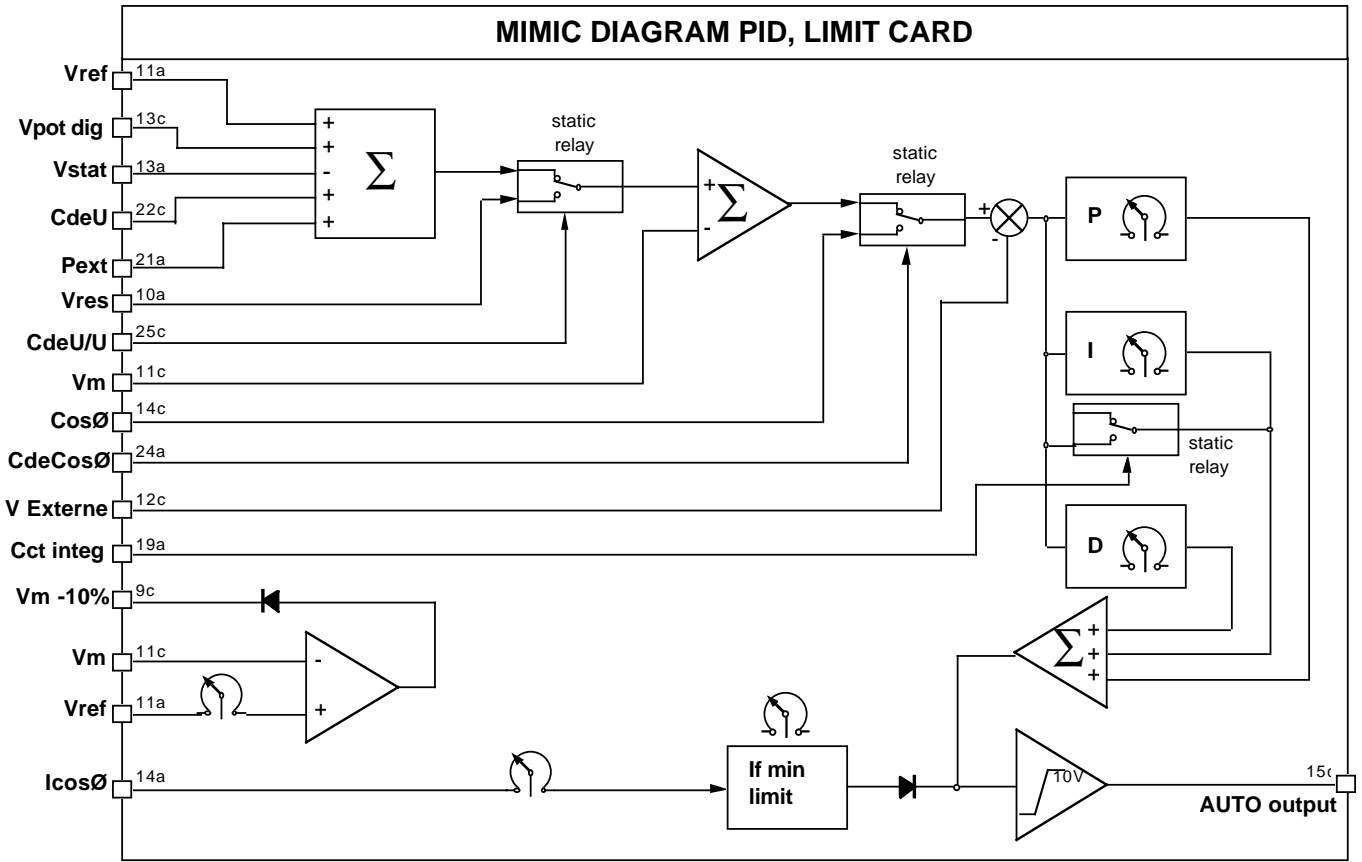 MIMIC DIAGRAM PID, LIMIT CARD
Vref 11a
Vpot dig 13c
Vstat 13a
CdeU 22c
Pext 21a
Vres 10a
CdeU/U 25c
Vm 11c
CosØ 14c
CdeCosØ 24a
V Externe 12c
Cct integ 19a
Vm -10% 9c
Vm 11c
Vref 11a
IcosØ 14a
+
+
-
+
+
Σ
static
relay
+
Σ
-
static
relay
+
-
P
I
static
relay
D
Σ
+
+
+
-
+
If min
limit
10V
15c
AUTO output